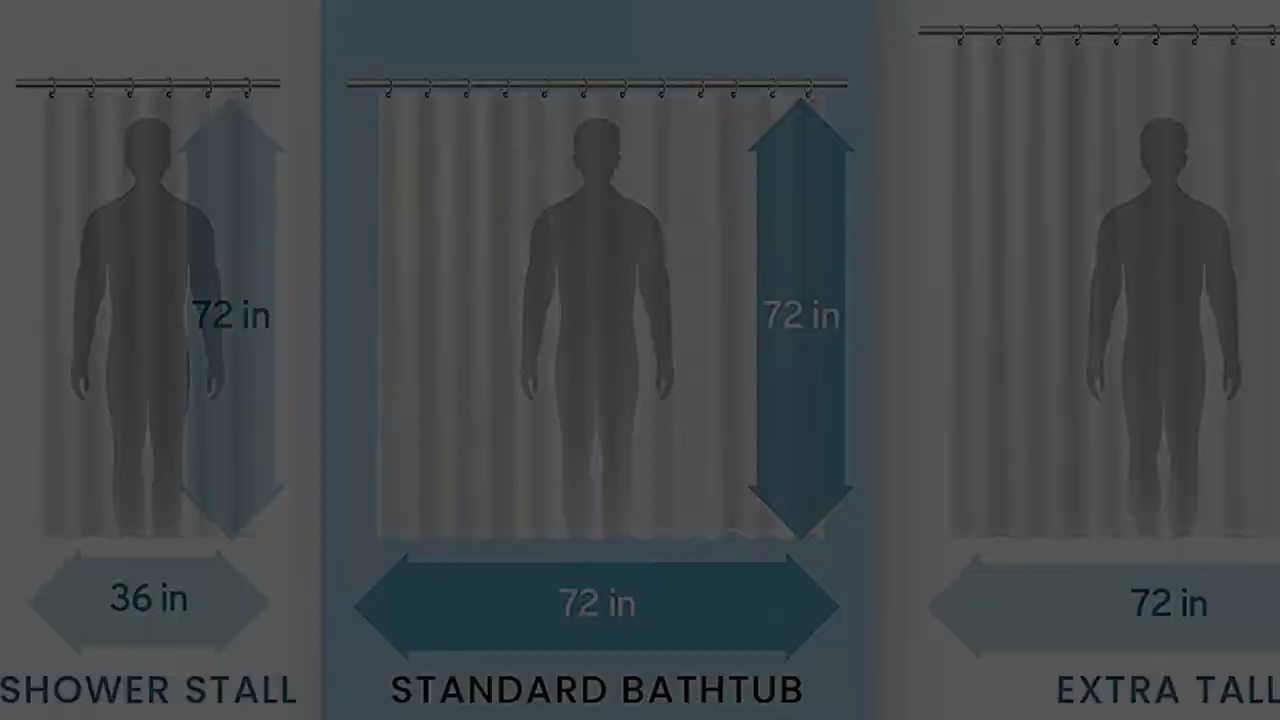 72 in
36 in
SHOWER STALL
72 in
72 in
STANDARD BATHTUB
72 in
EXTRA TALL